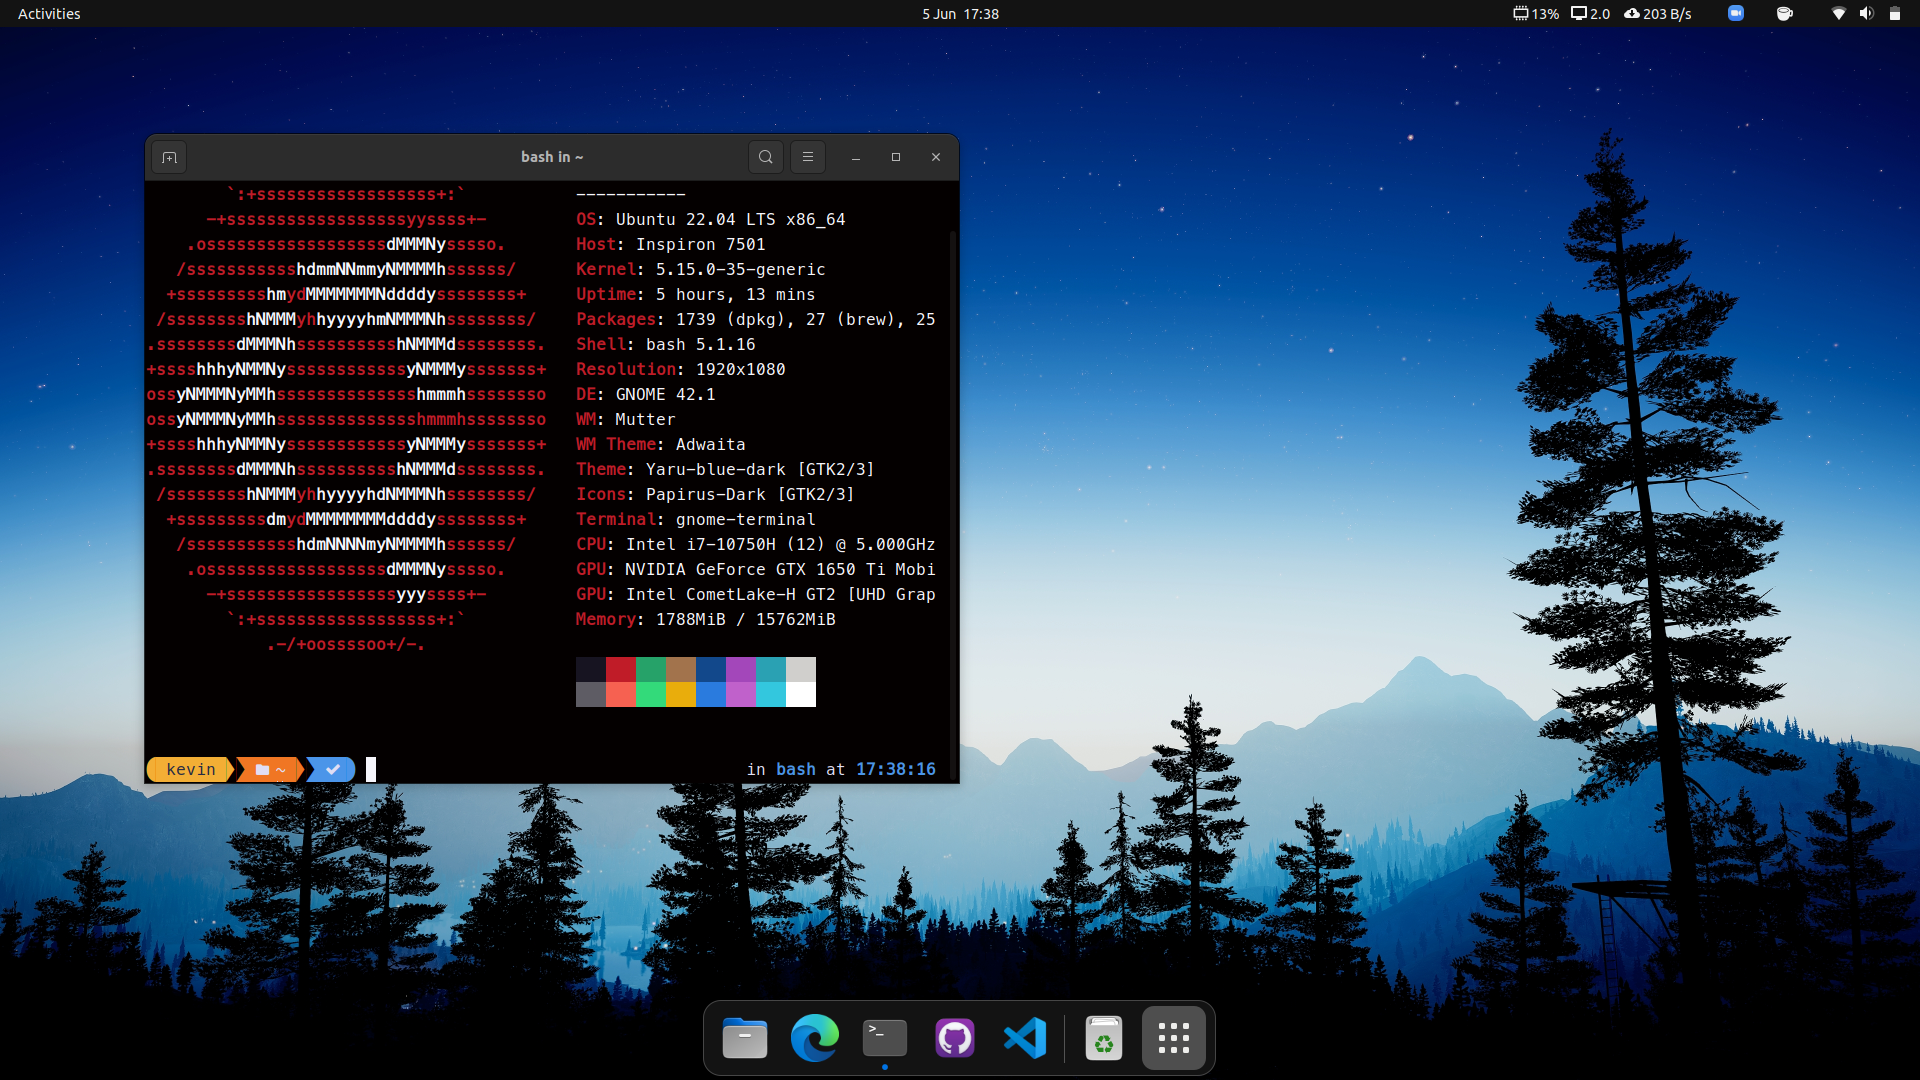 Activities
5 Jun 17:38
13% 2.0 203 B/s
bash in ~
`:+ssssssssssssssssss+:` -----------
-+ssssssssssssssssssyyssss+- OS: Ubuntu 22.04 LTS x86_64
.ossssssssssssssssssdMMMNysssso. Host: Inspiron 7501
/ssssssssssshdmmNNmmyNMMMMhssssss/ Kernel: 5.15.0-35-generic
+ssssssssshmydMMMMMMMNddddyssssssss+ Uptime: 5 hours, 13 mins
/sssssssshNMMMyhhyyyyhmNMMMNhssssssss/ Packages: 1739 (dpkg), 27 (brew), 25
.ssssssssdMMMNhsssssssssshNMMMdssssssss. Shell: bash 5.1.16
+sssshhhyNMMNyssssssssssssyNMMMysssssss+ Resolution: 1920x1080
ossyNMMMNyMMhsssssssssssssshmmmhssssssso DE: GNOME 42.1
ossyNMMMNyMMhsssssssssssssshmmmhssssssso WM: Mutter
+sssshhhyNMMNyssssssssssssyNMMMysssssss+ WM Theme: Adwaita
.ssssssssdMMMNhsssssssssshNMMMdssssssss. Theme: Yaru-blue-dark [GTK2/3]
/sssssssshNMMMyhhyyyyhdNMMMNhssssssss/ Icons: Papirus-Dark [GTK2/3]
+sssssssssdmydMMMMMMMMddddyssssssss+ Terminal: gnome-terminal
/ssssssssssshdmNNNNmyNMMMMhssssss/ CPU: Intel i7-10750H (12) @ 5.000GHz
.ossssssssssssssssssdMMMNysssso. GPU: NVIDIA GeForce GTX 1650 Ti Mobi
-+sssssssssssssssssyyyssss+- GPU: Intel CometLake-H GT2 [UHD Grap
`:+ssssssssssssssssss+:` Memory: 1788MiB / 15762MiB
.-/+oossssoo+/-.
kevin ~ in bash at 17:38:16
>_